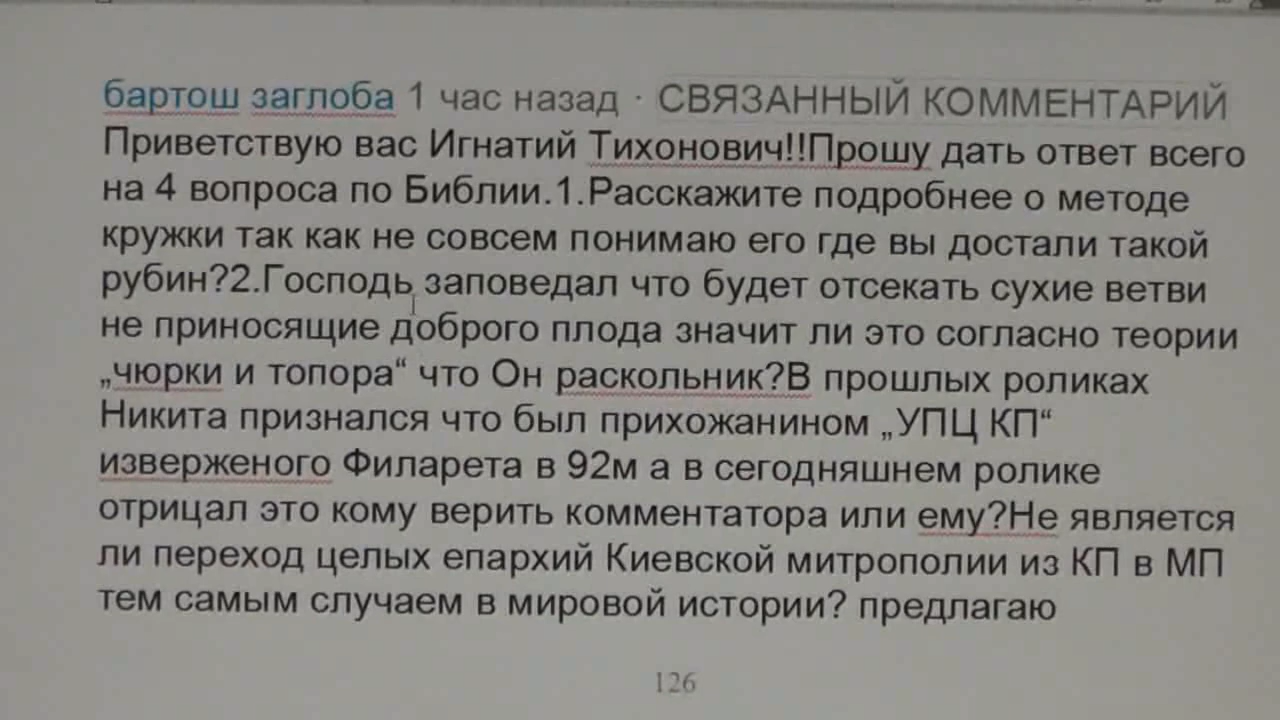 бартош заглоба 1 час назад · СВЯЗАННЫЙ КОММЕНТАРИЙ
Приветствую вас Игнатий Тихонович!!Прошу дать ответ всего
на 4 вопроса по Библии.1.Расскажите подробнее о методе
кружки так как не совсем понимаю его где вы достали такой
рубин?2.Господь заповедал что будет отсекать сухие ветви
не приносящие доброго плода значит ли это согласно теории
„чюрки и топора“ что Он раскольник?В прошлых роликах
Никита признался что был прихожанином „УПЦ КП“
изверженого Филарета в 92м а в сегодняшнем ролике
отрицал это кому верить комментатора или ему?Не является
ли переход целых епархий Киевской митрополии из КП в МП
тем самым случаем в мировой истории? предлагаю
126